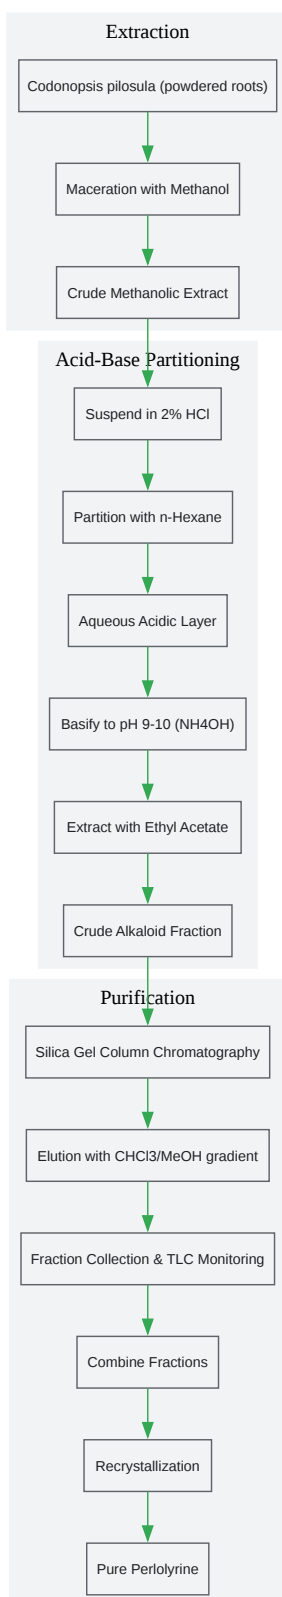 Extraction
Codonopsis pilosula (powdered roots)
Maceration with Methanol
Crude Methanolic Extract
Acid-Base Partitioning
Suspend in 2% HCl
Partition with n-Hexane
Aqueous Acidic Layer
Basify to pH 9-10 (NH4OH)
Extract with Ethyl Acetate
Crude Alkaloid Fraction
Purification
Silica Gel Column Chromatography
Elution with CHCl3/MeOH gradient
Fraction Collection & TLC Monitoring
Combine Fractions
Recrystallization
Pure Perlolyrine